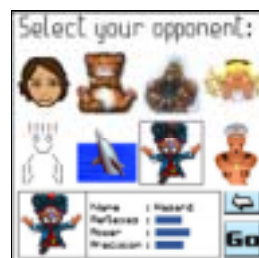 Select your opponent:
Name : Hazard
Reflexes :
Power :
Precision :
Go